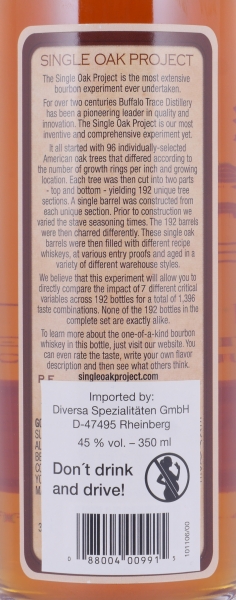 SINGLE OAK PROJECT
The Single Oak Project is the most extensive
bourbon experiment ever undertaken.
For over two centuries Buffalo Trace Distillery
has been a pioneering leader in quality and
innovation. The Single Oak Project is our most
inventive and comprehensive experiment yet.
It all started with 96 individually-selected
American oak trees that differed according to
the number of growth rings per inch and growing
location. Each tree was then cut into two parts
- top and bottom - yielding 192 unique tree
sections. A single barrel was constructed from
each unique section. Prior to construction we
varied the stave seasoning times. The 192 barrels
were then charred differently. These single oak
barrels were then filled with different recipe
whiskeys, at various entry proofs and aged in a
variety of different warehouse styles.
We believe that this experiment will allow you to
directly compare the impact of 7 different critical
variables across 192 bottles for a total of 1,396
taste combinations. None of the 192 bottles in the
complete set are exactly alike.
To learn more about the one-of-a-kind bourbon
whiskey in this bottle, just visit our website. You
can even rate the taste, write your own flavor
description and then see what others think.
singleoakproject.com
Imported by:
Diversa Spezialitäten GmbH
D-47495 Rheinberg
45 % vol. – 350 ml
Don´t drink
and drive!
101106/00
0 88004 00991 5